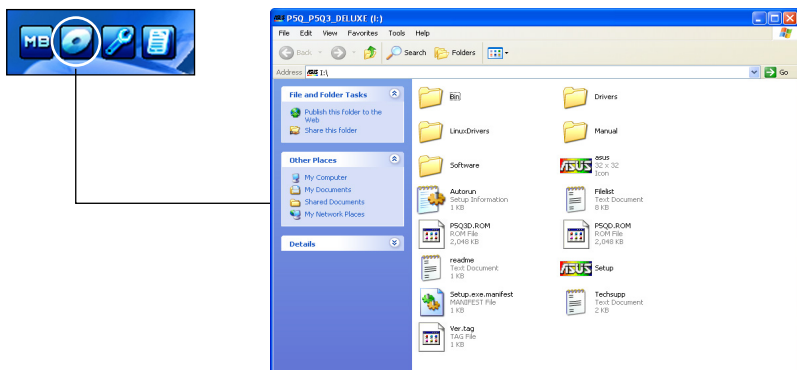 MB
P5Q_P5Q3_DELUXE (I:)
File Edit View Favorites Tools Help
Back Search Folders
Address I:\ Go
File and Folder Tasks
Publish this folder to the
Web
Share this folder
Other Places
My Computer
My Documents
Shared Documents
My Network Places
Details
Bin
Drivers
LinuxDrivers
Manual
Software
ASUS
asus
32 x 32
Icon
Autorun
Setup Information
1 KB
Filelist
Text Document
8 KB
P5Q3D.ROM
ROM File
2,048 KB
P5QD.ROM
ROM File
2,048 KB
readme
Text Document
1 KB
ASUS
Setup
Setup.exe.manifest
MANIFEST File
1 KB
Techsupp
Text Document
2 KB
Ver.tag
TAG File
1 KB